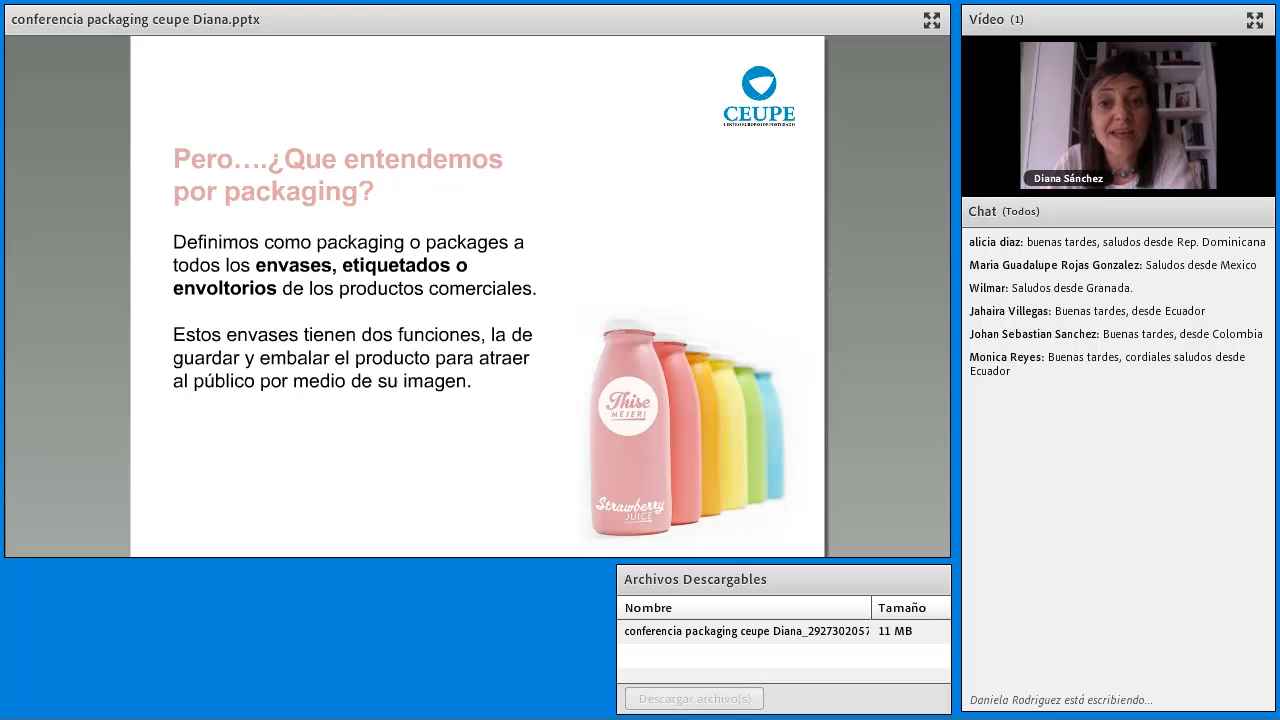 conferencia packaging ceupe Diana.pptx
CEUPE
CENTRO EUROPEO DE POSTGRADO
Pero….¿Que entendemos
por packaging?
Definimos como packaging o packages a
todos los envases, etiquetados o
envoltorios de los productos comerciales.
Estos envases tienen dos funciones, la de
guardar y embalar el producto para atraer
al público por medio de su imagen.
Thise
MEJERI
Strawberry
JUICE
Vídeo (1)
Diana Sánchez
Chat (Todos)
alicia diaz: buenas tardes, saludos desde Rep. Dominicana
Maria Guadalupe Rojas Gonzalez: Saludos desde Mexico
Wilmar: Saludos desde Granada.
Jahaira Villegas: Buenas tardes, desde Ecuador
Johan Sebastian Sanchez: Buenas tardes, desde Colombia
Monica Reyes: Buenas tardes, cordiales saludos desde
Ecuador
Daniela Rodriguez está escribiendo...
Archivos Descargables
Nombre Tamaño
conferencia packaging ceupe Diana_2927302057 11 MB
Descargar archivo(s)